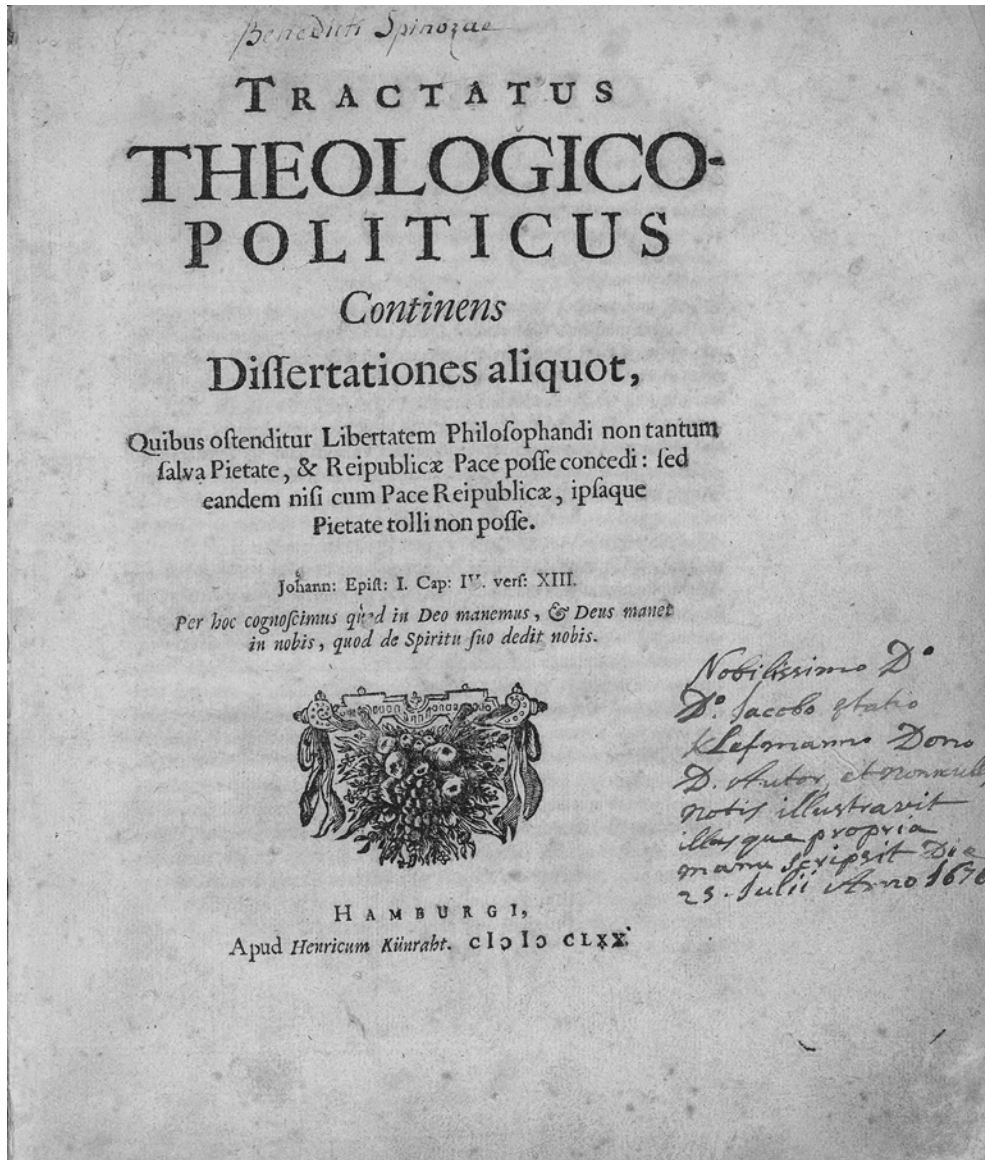 Benedicti Spinozae
TRACTATUS
THEOLOGICO-
POLITICUS
Continens
Diſſertationes aliquot,
Quibus oſtenditur Libertatem Philoſophandi non tantum
ſalva Pietate, & Reipublicæ Pace poſſe concedi: ſed
eandem niſi cum Pace Reipublicæ, ipſaque
Pietate tolli non poſſe.
Johann: Epiſt: I. Cap: IV. verſ: XIII.
Per hoc cognoſcimus quod in Deo manemus, & Deus manet
in nobis, quod de Spiritu ſuo dedit nobis.
Nobilissimo Do
Do. Jacobo Statio
Klefmanno Dono
D. Autor, et nonnull
notis illustravit
illasque propria
manu scripsit Die
25. Julii Anno 1676
HAMBURGI,
Apud Henricum Künraht. cIↄ Iↄ CLXX.